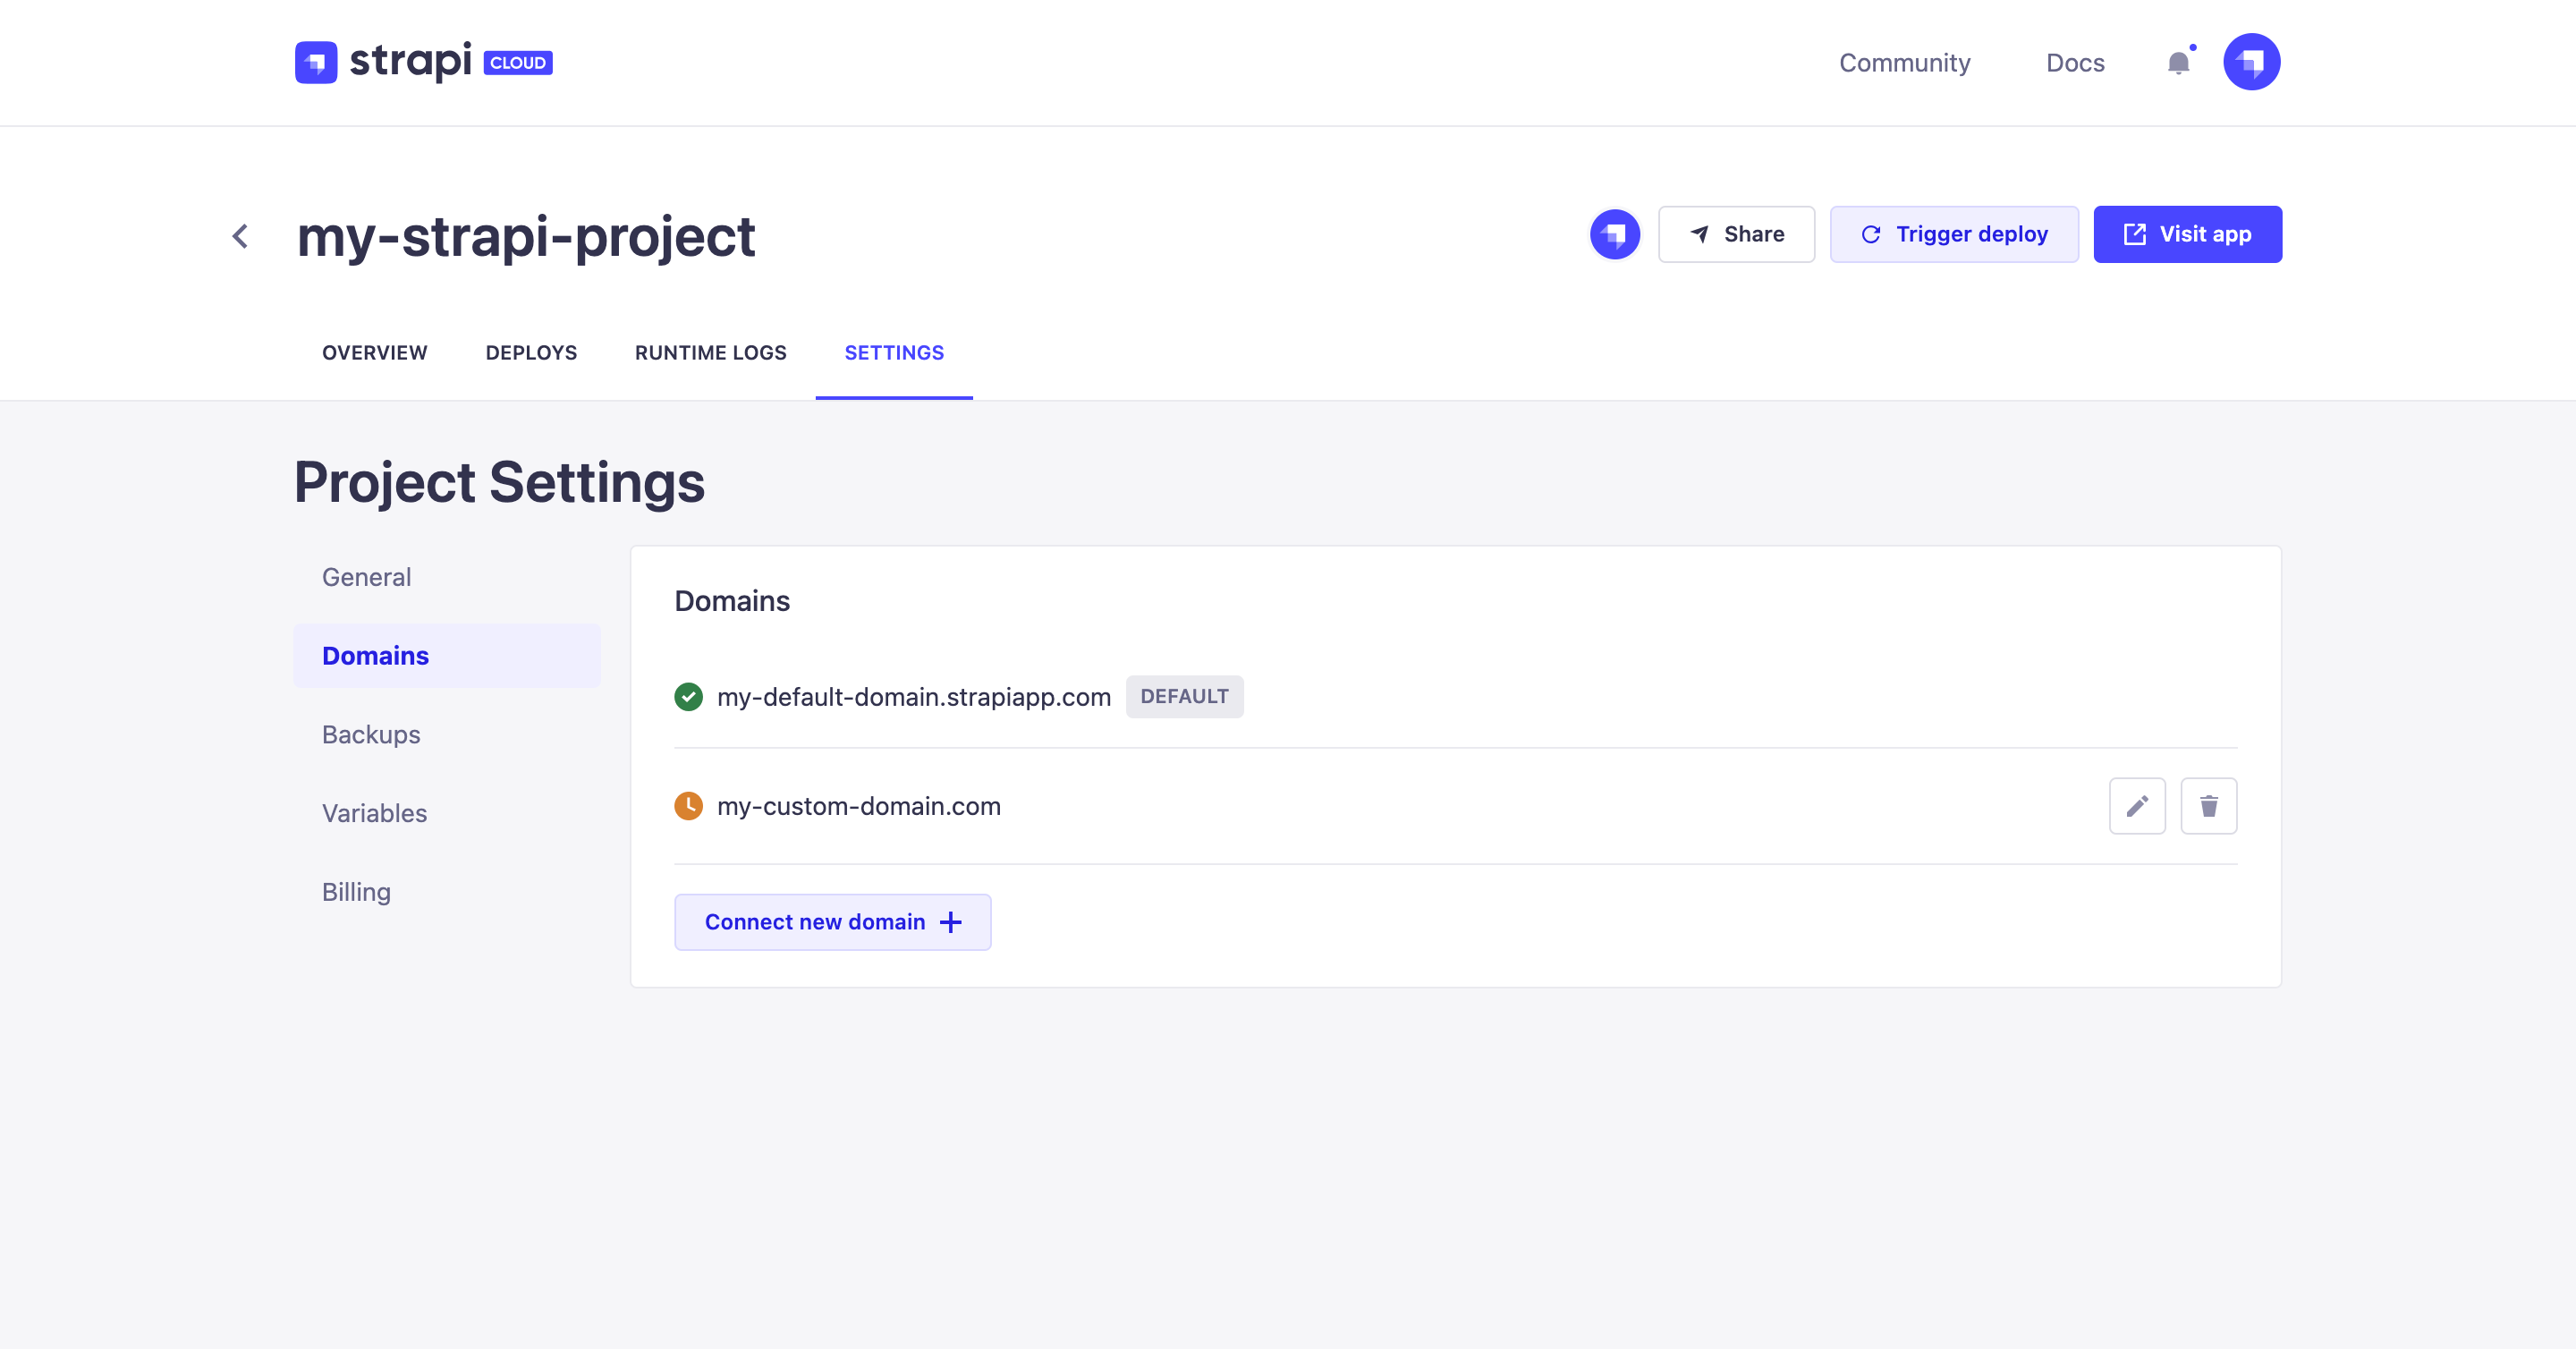 strapi CLOUD
Community
Docs
my-strapi-project
Share
Trigger deploy
Visit app
OVERVIEW
DEPLOYS
RUNTIME LOGS
SETTINGS
Project Settings
General
Domains
Backups
Variables
Billing
Domains
my-default-domain.strapiapp.com DEFAULT
my-custom-domain.com
Connect new domain